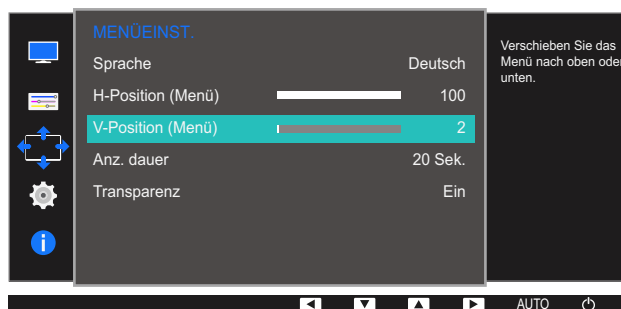 MENÜEINST.
Sprache Deutsch
H-Position (Menü) 100
V-Position (Menü) 2
Anz. dauer 20 Sek.
Transparenz Ein
Verschieben Sie das
Menü nach oben oder
unten.
AUTO